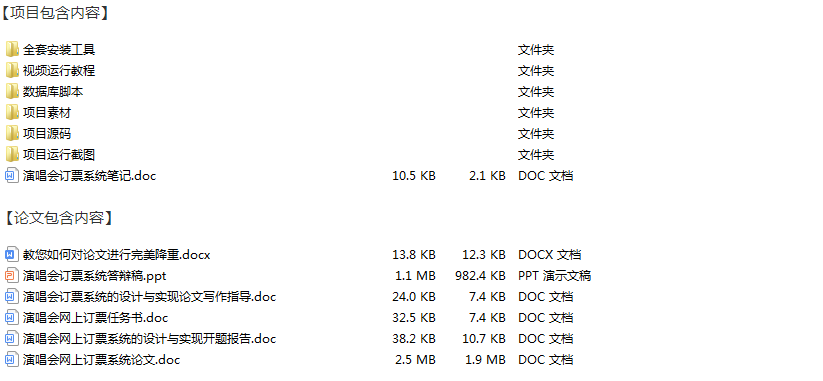 【项目包含内容】
全套安装工具 文件夹
视频运行教程 文件夹
数据库脚本 文件夹
项目素材 文件夹
项目源码 文件夹
项目运行截图 文件夹
演唱会订票系统笔记.doc 10.5 KB 2.1 KB DOC 文档
【论文包含内容】
教您如何对论文进行完美降重.docx 13.8 KB 12.3 KB DOCX 文档
演唱会订票系统答辩稿.ppt 1.1 MB 982.4 KB PPT 演示文稿
演唱会订票系统的设计与实现论文写作指导.doc 24.0 KB 7.4 KB DOC 文档
演唱会网上订票任务书.doc 32.5 KB 7.4 KB DOC 文档
演唱会网上订票系统的设计与实现开题报告.doc 38.2 KB 10.7 KB DOC 文档
演唱会网上订票系统论文.doc 2.5 MB 1.9 MB DOC 文档